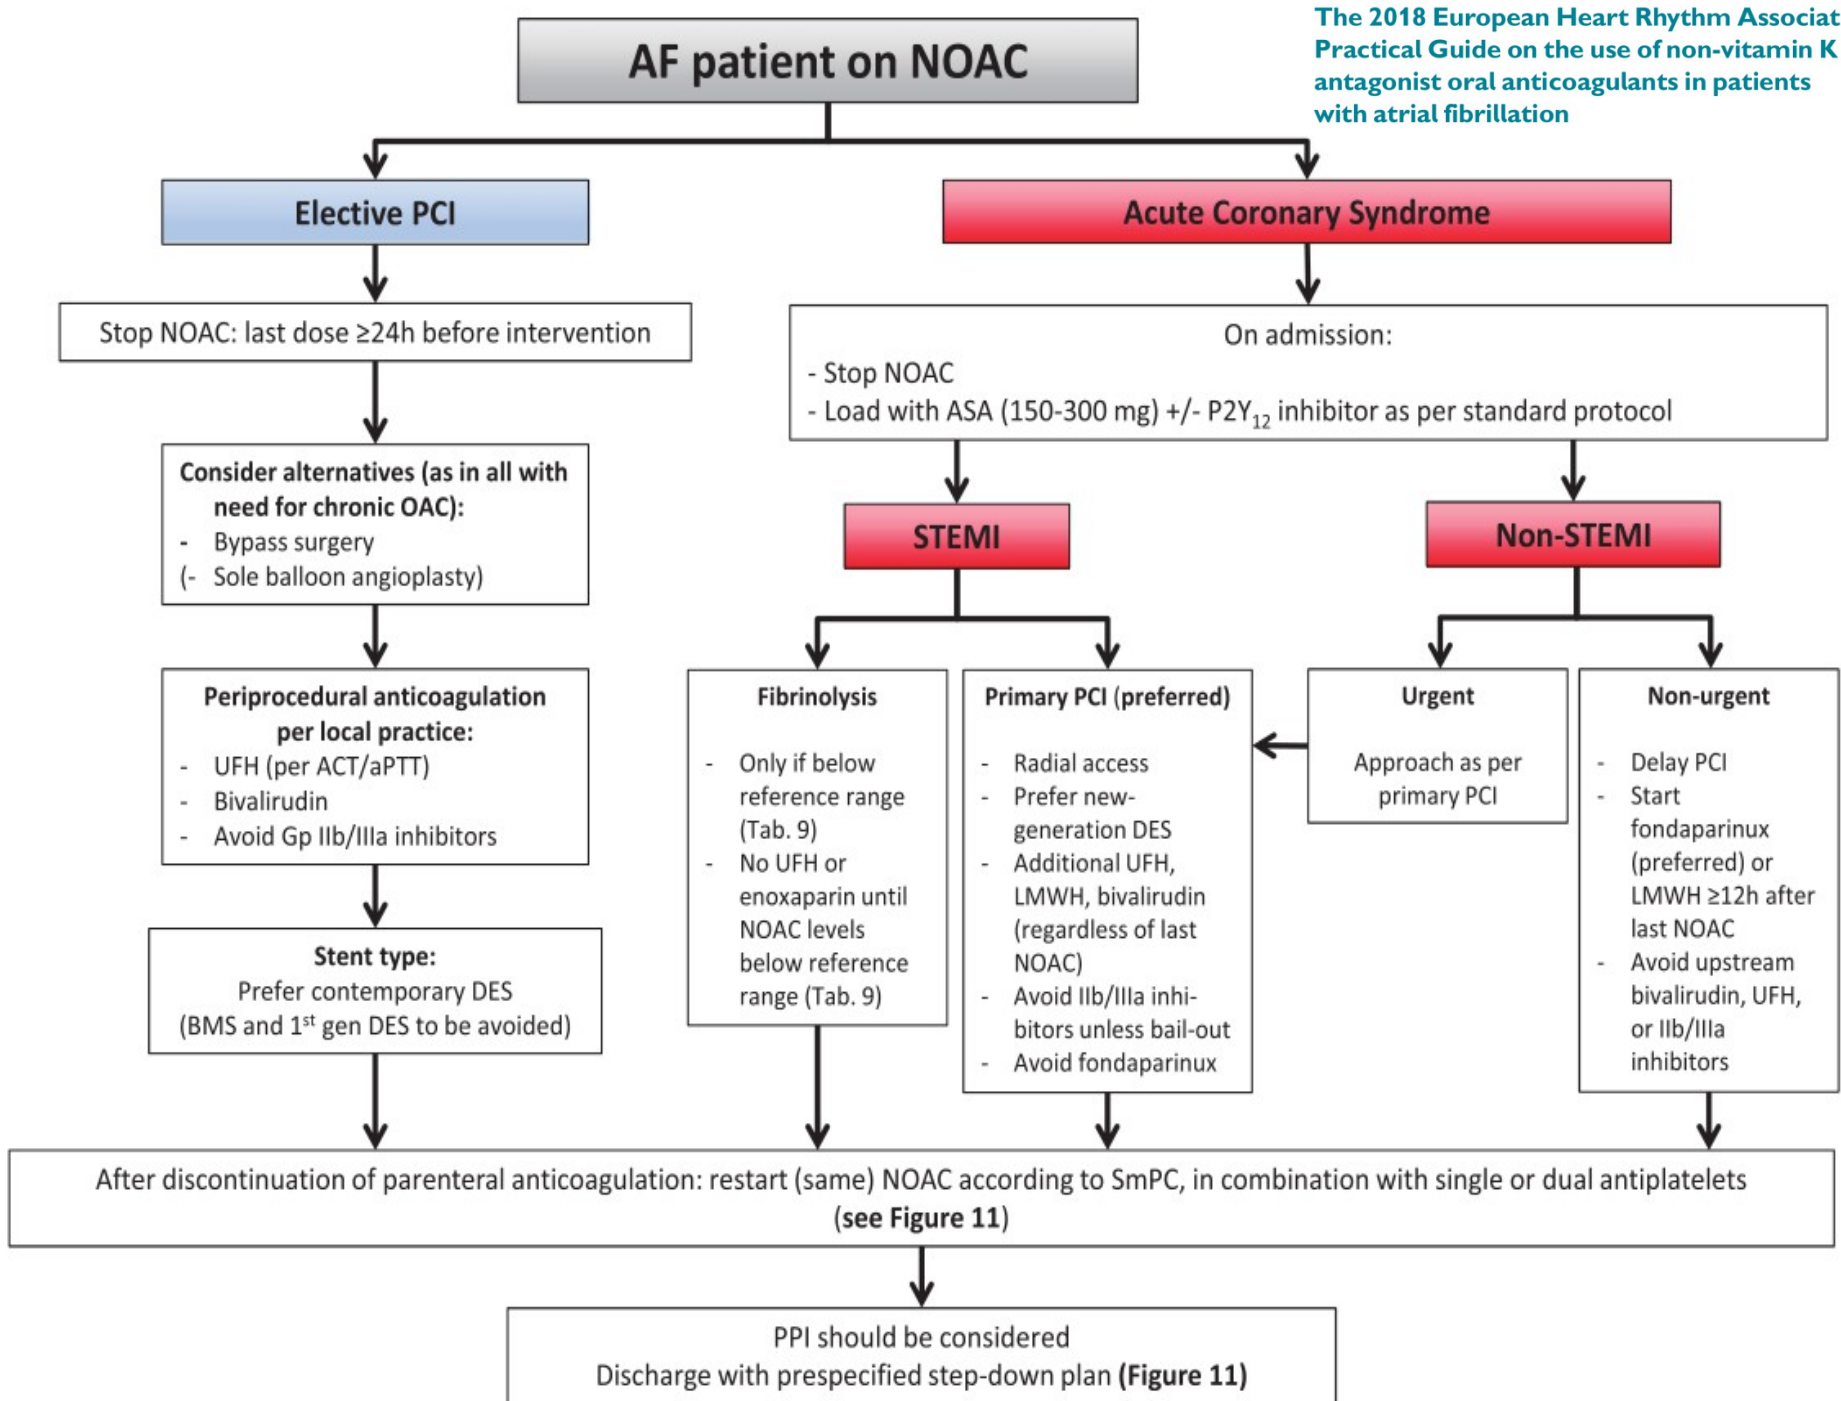 The 2018 European Heart Rhythm Associat
Practical Guide on the use of non-vitamin K
antagonist oral anticoagulants in patients
with atrial fibrillation
AF patient on NOAC
Elective PCI
Acute Coronary Syndrome
Stop NOAC: last dose ≥24h before intervention
On admission:
- Stop NOAC
- Load with ASA (150-300 mg) +/- P2Y₁₂ inhibitor as per standard protocol
Consider alternatives (as in all with
need for chronic OAC):
- Bypass surgery
(- Sole balloon angioplasty)
STEMI
Non-STEMI
Periprocedural anticoagulation
per local practice:
- UFH (per ACT/aPTT)
- Bivalirudin
- Avoid Gp IIb/IIIa inhibitors
Stent type:
Prefer contemporary DES
(BMS and 1st gen DES to be avoided)
Fibrinolysis
- Only if below
reference range
(Tab. 9)
- No UFH or
enoxaparin until
NOAC levels
below reference
range (Tab. 9)
Primary PCI (preferred)
- Radial access
- Prefer new-
generation DES
- Additional UFH,
LMWH, bivalirudin
(regardless of last
NOAC)
- Avoid IIb/IIIa inhi-
bitors unless bail-out
- Avoid fondaparinux
Urgent
Approach as per
primary PCI
Non-urgent
- Delay PCI
- Start
fondaparinux
(preferred) or
LMWH ≥12h after
last NOAC
- Avoid upstream
bivalirudin, UFH,
or IIb/IIIa
inhibitors
After discontinuation of parenteral anticoagulation: restart (same) NOAC according to SmPC, in combination with single or dual antiplatelets
(see Figure 11)
PPI should be considered
Discharge with prespecified step-down plan (Figure 11)